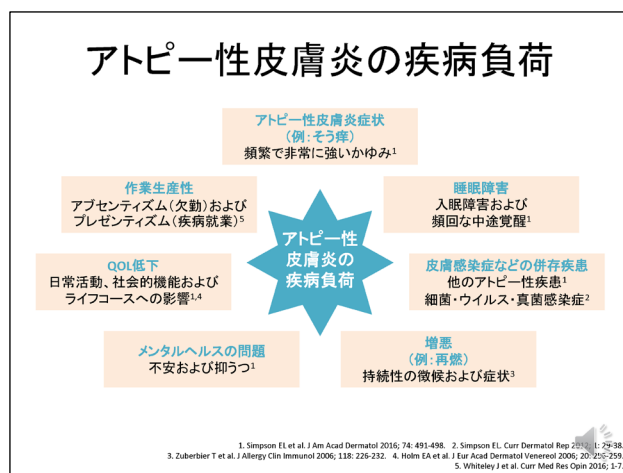 アトピー性皮膚炎の疾病負荷
アトピー性皮膚炎症状
(例:そう痒)
頻繁で非常に強いかゆみ1
作業生産性
アブセンティズム(欠勤)および
プレゼンティズム(疾病就業)5
睡眠障害
入眠障害および
頻回な中途覚醒1
アトピー性
皮膚炎の
疾病負荷
QOL低下
日常活動、社会的機能および
ライフコースへの影響1,4
皮膚感染症などの併存疾患
他のアトピー性疾患1
細菌・ウイルス・真菌感染症2
メンタルヘルスの問題
不安および抑うつ1
増悪
(例:再燃)
持続性の徴候および症状3
1. Simpson EL et al. J Am Acad Dermatol 2016; 74: 491-498. 2. Simpson EL. Curr Dermatol Rep 2012; 1: 29-38.
3. Zuberbier T et al. J Allergy Clin Immunol 2006; 118: 226-232. 4. Holm EA et al. J Eur Acad Dermatol Venereol 2006; 20: 256-259.
5. Whiteley J et al. Curr Med Res Opin 2016; 1-7.